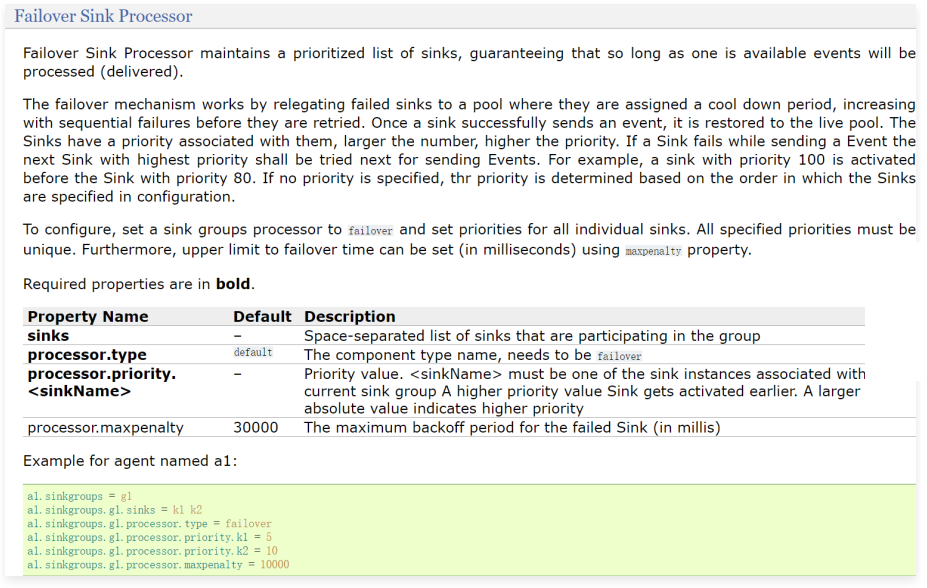 Failover Sink Processor
Failover Sink Processor maintains a prioritized list of sinks, guaranteeing that so long as one is available events will be
processed (delivered).
The failover mechanism works by relegating failed sinks to a pool where they are assigned a cool down period, increasing
with sequential failures before they are retried. Once a sink successfully sends an event, it is restored to the live pool. The
Sinks have a priority associated with them, larger the number, higher the priority. If a Sink fails while sending a Event the
next Sink with highest priority shall be tried next for sending Events. For example, a sink with priority 100 is activated
before the Sink with priority 80. If no priority is specified, thr priority is determined based on the order in which the Sinks
are specified in configuration.
To configure, set a sink groups processor to failover and set priorities for all individual sinks. All specified priorities must be
unique. Furthermore, upper limit to failover time can be set (in milliseconds) using maxpenalty property.
Required properties are in bold.
Property Name Default Description
sinks – Space-separated list of sinks that are participating in the group
processor.type default The component type name, needs to be failover
processor.priority. – Priority value. <sinkName> must be one of the sink instances associated with
<sinkName> current sink group A higher priority value Sink gets activated earlier. A larger
absolute value indicates higher priority
processor.maxpenalty 30000 The maximum backoff period for the failed Sink (in millis)
Example for agent named a1:
a1.sinkgroups = g1
a1.sinkgroups.g1.sinks = k1 k2
a1.sinkgroups.g1.processor.type = failover
a1.sinkgroups.g1.processor.priority.k1 = 5
a1.sinkgroups.g1.processor.priority.k2 = 10
a1.sinkgroups.g1.processor.maxpenalty = 10000